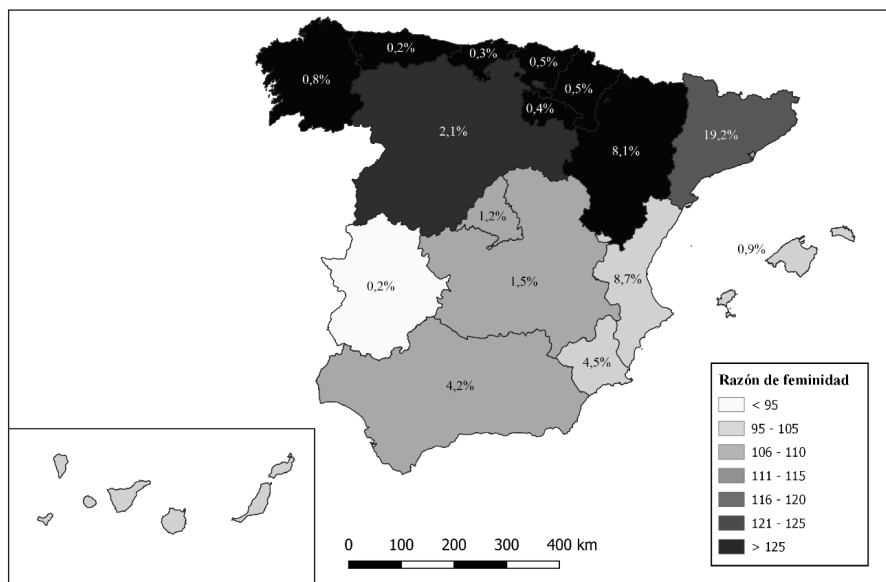 0,2%
0,3%
0,5%
0,8%
0,5%
0,4%
2,1%
8,1%
19,2%
1,2%
0,9%
0,2%
1,5%
8,7%
4,5%
4,2%
Razón de feminidad
< 95
95 - 105
106 - 110
111 - 115
116 - 120
121 - 125
> 125
0 100 200 300 400 km